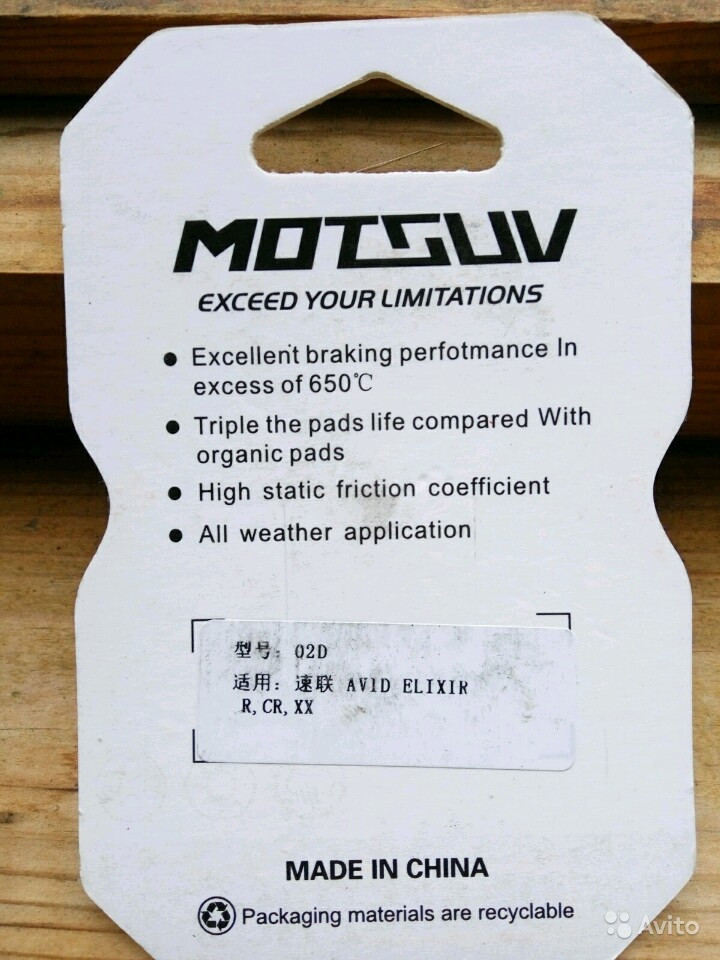 MOTSUV
EXCEED YOUR LIMITATIONS
● Excellent braking perfotmance In
excess of 650℃
● Triple the pads life compared With
organic pads
● High static friction coefficient
● All weather application
型号: 02D
适用: 速联 AVID ELIXIR
R,CR,XX
MADE IN CHINA
Packaging materials are recyclable
Avito